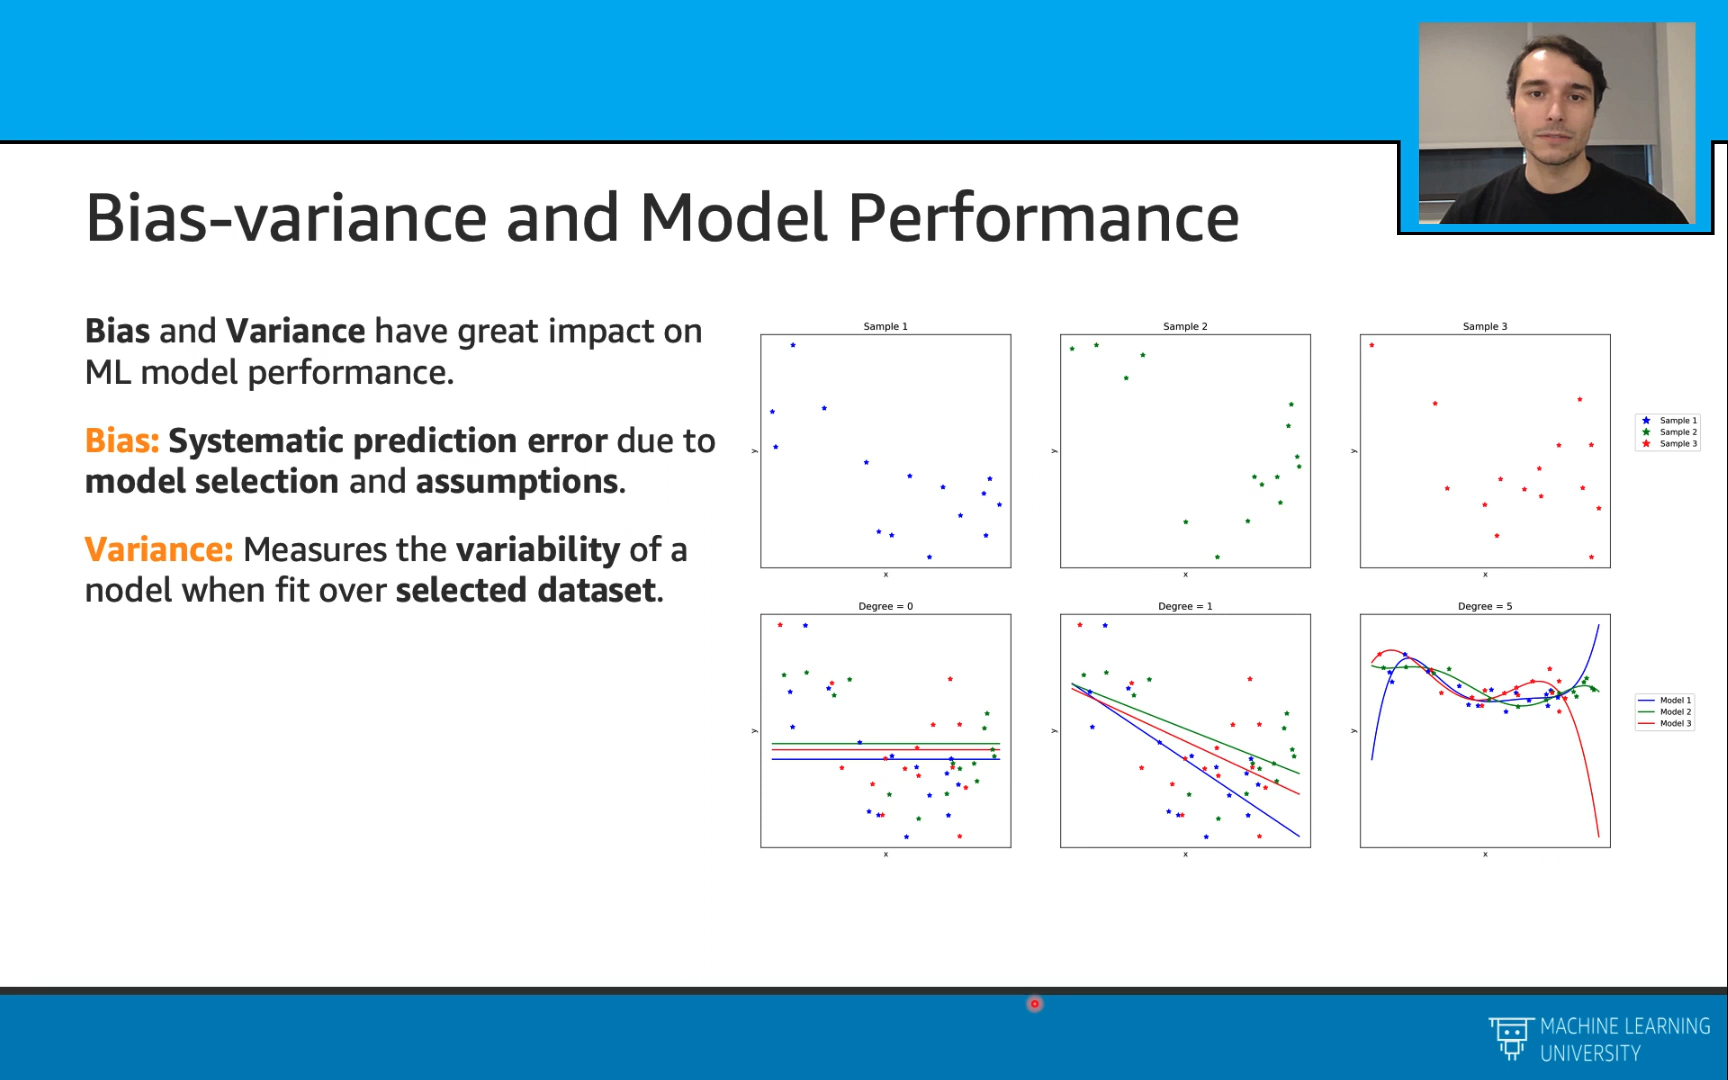 Bias-variance and Model Performance
Bias and Variance have great impact on
ML model performance.
Bias: Systematic prediction error due to
model selection and assumptions.
Variance: Measures the variability of a
nodel when fit over selected dataset.
Sample 1
y
x
Sample 2
y
x
Sample 3
y
x
Sample 1
Sample 2
Sample 3
Degree = 0
y
x
Degree = 1
y
x
Degree = 5
y
x
Model 1
Model 2
Model 3
MACHINE LEARNING
UNIVERSITY